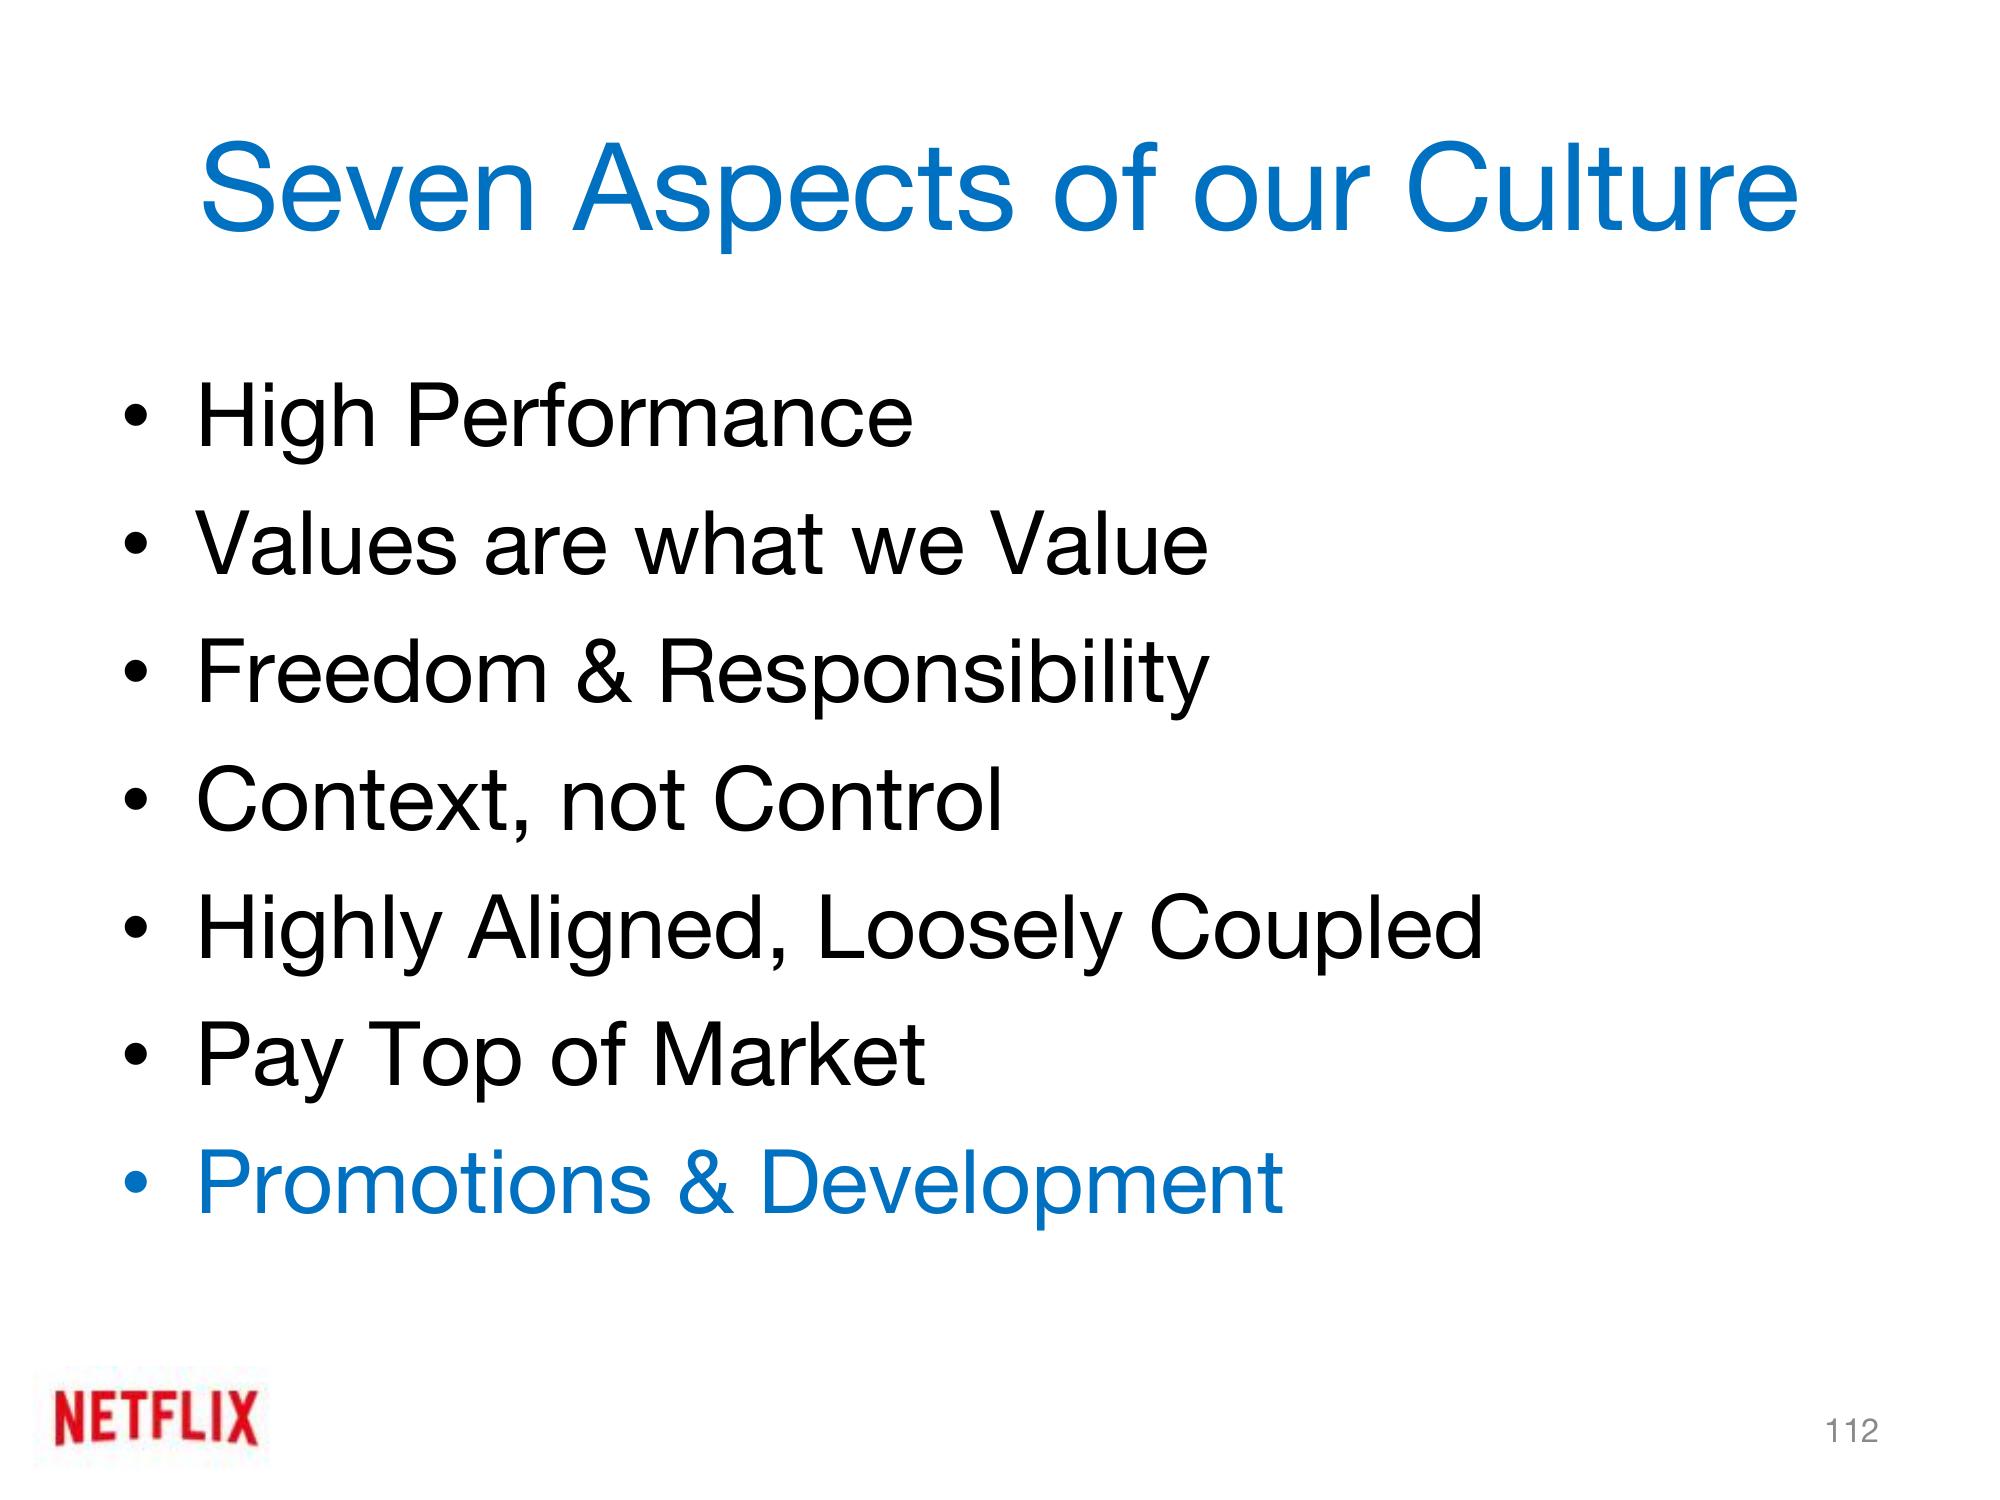 Seven Aspects of our Culture
• High Performance
• Values are what we Value
• Freedom & Responsibility
• Context, not Control
• Highly Aligned, Loosely Coupled
• Pay Top of Market
• Promotions & Development
NETFLIX
112